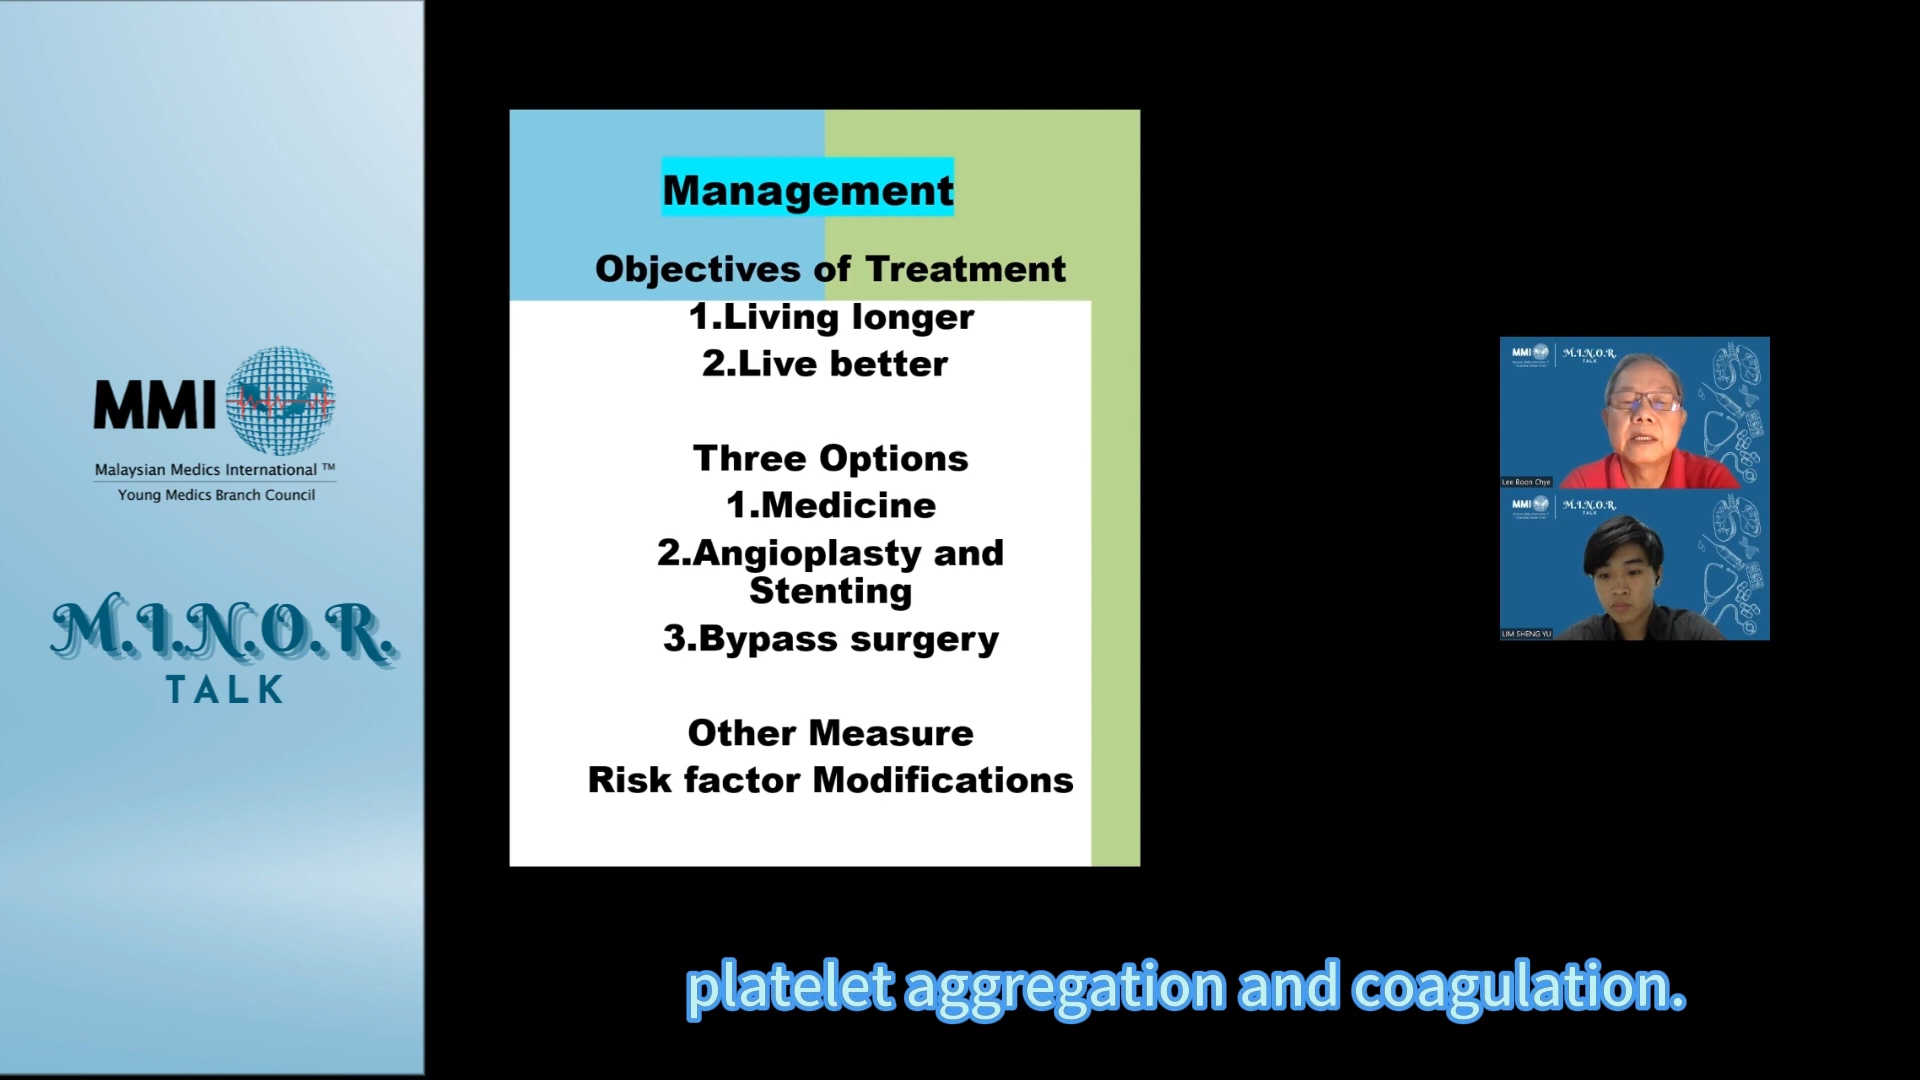 MMI
Malaysian Medics International ™
Young Medics Branch Council
M.I.N.O.R.
TALK
Management
Objectives of Treatment
1.Living longer
2.Live better
Three Options
1.Medicine
2.Angioplasty and
Stenting
3.Bypass surgery
Other Measure
Risk factor Modifications
MMI
M.I.N.O.R.
TALK
Lee Boon Chye
MMI
M.I.N.O.R.
TALK
LIM SHENG YU
platelet aggregation and coagulation.